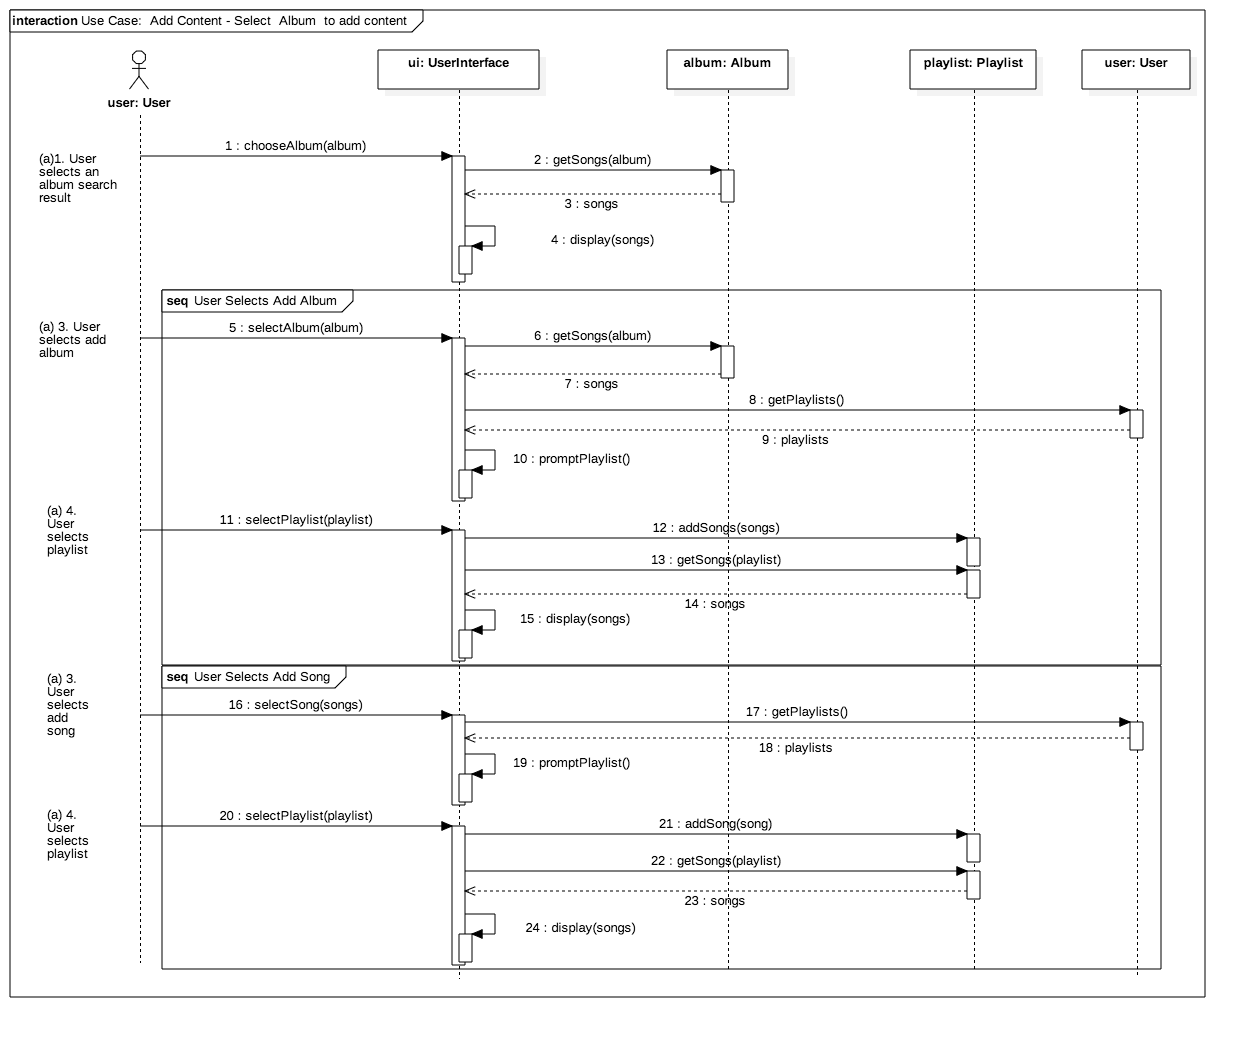 interaction Use Case:  Add Content - Select  Album  to add content
user: User
ui: UserInterface
album: Album
playlist: Playlist
user: User
(a)1. User
selects an
album search
result
1 : chooseAlbum(album)
2 : getSongs(album)
3 : songs
4 : display(songs)
seq User Selects Add Album
(a) 3. User
selects add
album
5 : selectAlbum(album)
6 : getSongs(album)
7 : songs
8 : getPlaylists()
9 : playlists
10 : promptPlaylist()
(a) 4.
User
selects
playlist
11 : selectPlaylist(playlist)
12 : addSongs(songs)
13 : getSongs(playlist)
14 : songs
15 : display(songs)
seq User Selects Add Song
(a) 3.
User
selects
add
song
16 : selectSong(songs)
17 : getPlaylists()
18 : playlists
19 : promptPlaylist()
(a) 4.
User
selects
playlist
20 : selectPlaylist(playlist)
21 : addSong(song)
22 : getSongs(playlist)
23 : songs
24 : display(songs)